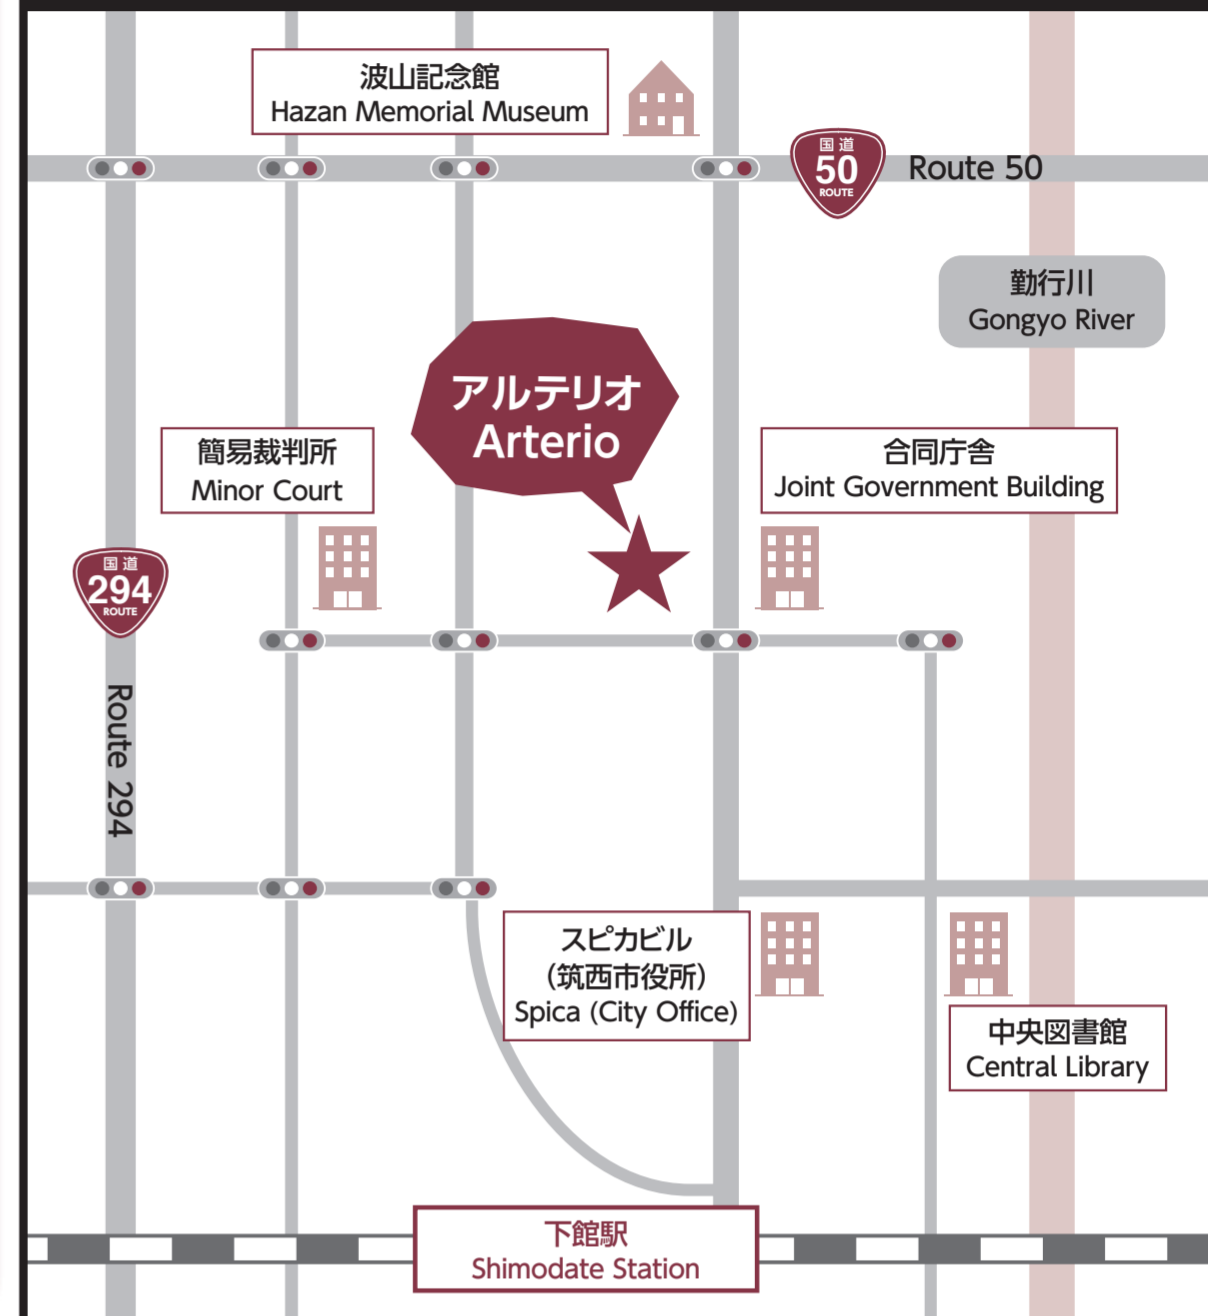 波山記念館
Hazan Memorial Museum
国道
50
ROUTE
Route 50
勤行川
Gongyo River
アルテリオ
Arterio
簡易裁判所
Minor Court
合同庁舎
Joint Government Building
国道
294
ROUTE
Route 294
スピカビル
（筑西市役所）
Spica (City Office)
中央図書館
Central Library
下館駅
Shimodate Station